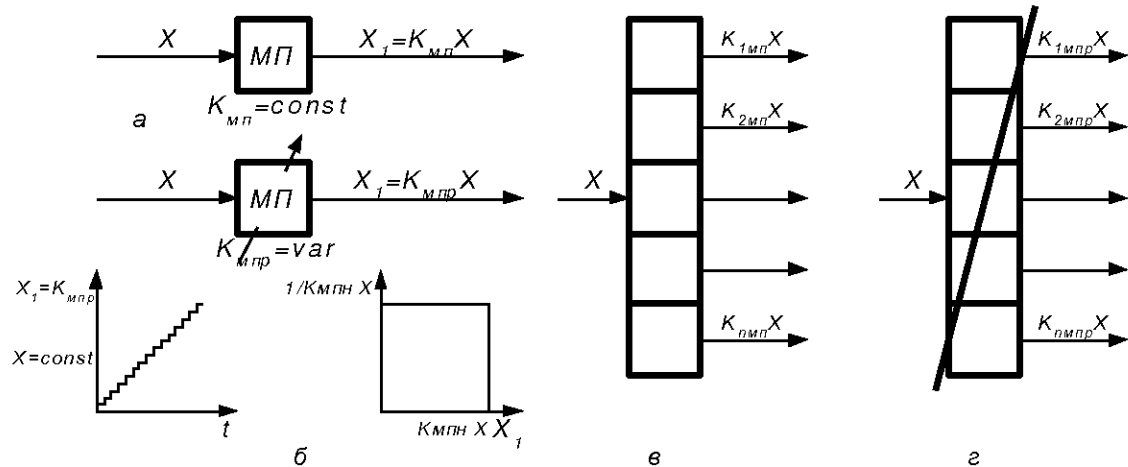 X
МП
X₁=KмпX
Kмп=const
а
X
МП
X₁=KмпрX
Kмпр=var
X₁=Kмпр
X=const
t
1/Kмпн X
Kмпн X X₁
б
X
K₁мпX
K₂мпX
KnмпX
в
X
K₁мпрX
K₂мпрX
KnмпрX
г